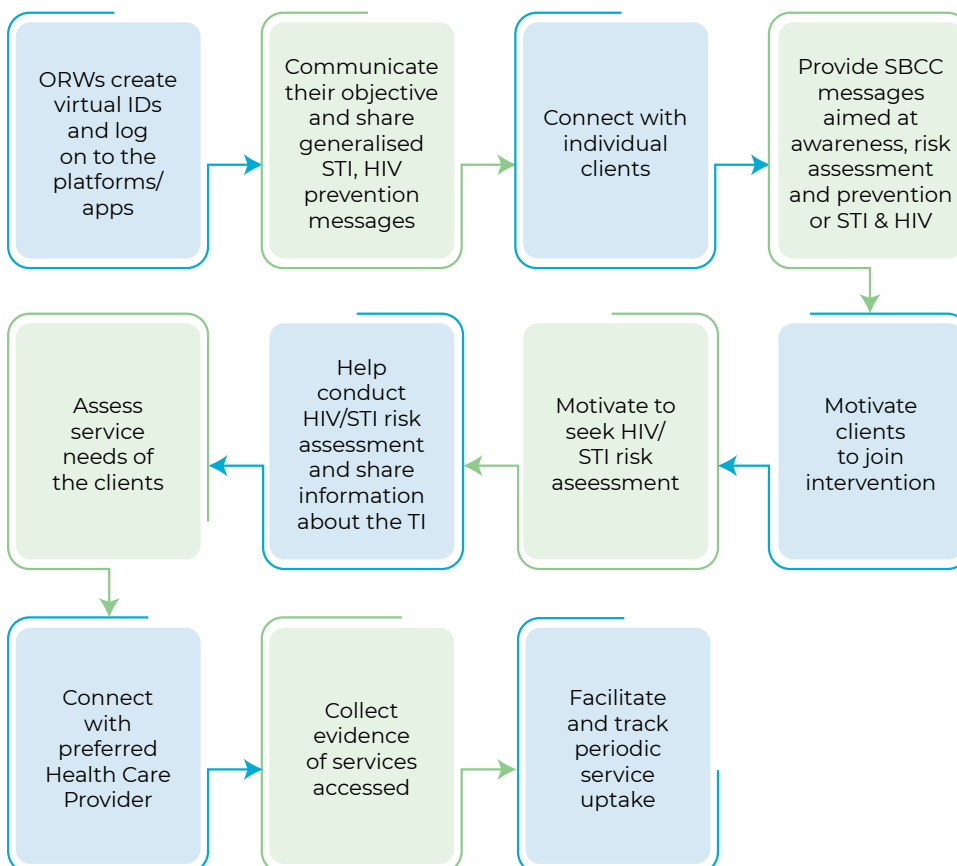 ORWs create
virtual IDs
and log
on to the
platforms/
apps
Communicate
their objective
and share
generalised
STI, HIV
prevention
messages
Connect with
individual
clients
Provide SBCC
messages
aimed at
awareness, risk
assessment
and prevention
or STI & HIV
Motivate
clients
to join
intervention
Motivate to
seek HIV/
STI risk
aseessment
Help
conduct
HIV/STI risk
assessment
and share
information
about the TI
Assess
service
needs of
the clients
Connect
with
preferred
Health Care
Provider
Collect
evidence
of services
accessed
Facilitate
and track
periodic
service
uptake